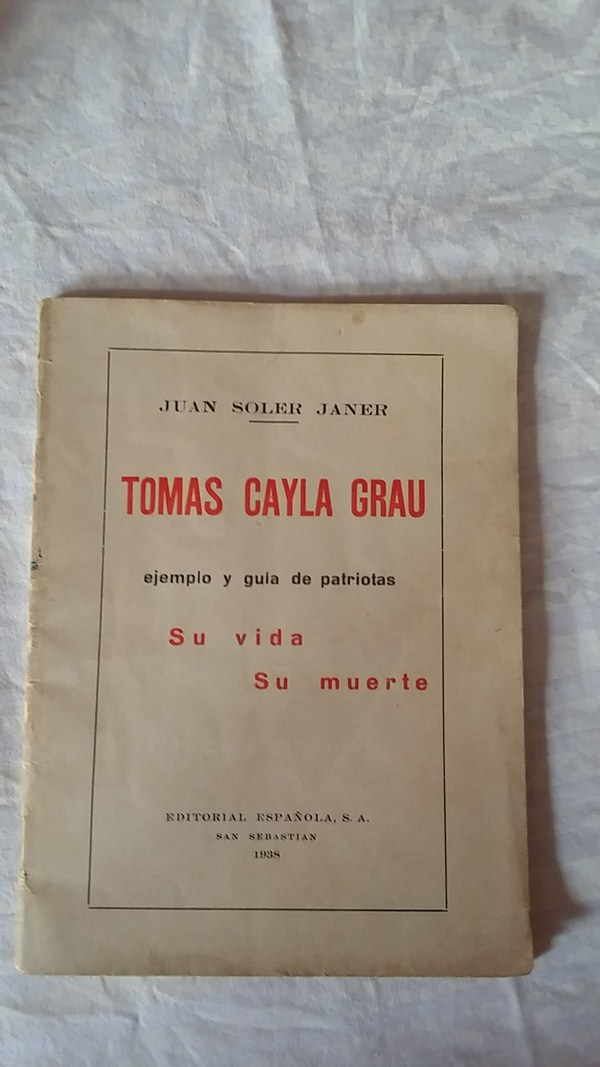 JUAN SOLER JANER
TOMAS CAYLA GRAU
ejemplo y guía de patriotas
Su vida
Su muerte
EDITORIAL ESPAÑOLA, S. A.
SAN SEBASTIAN
1938